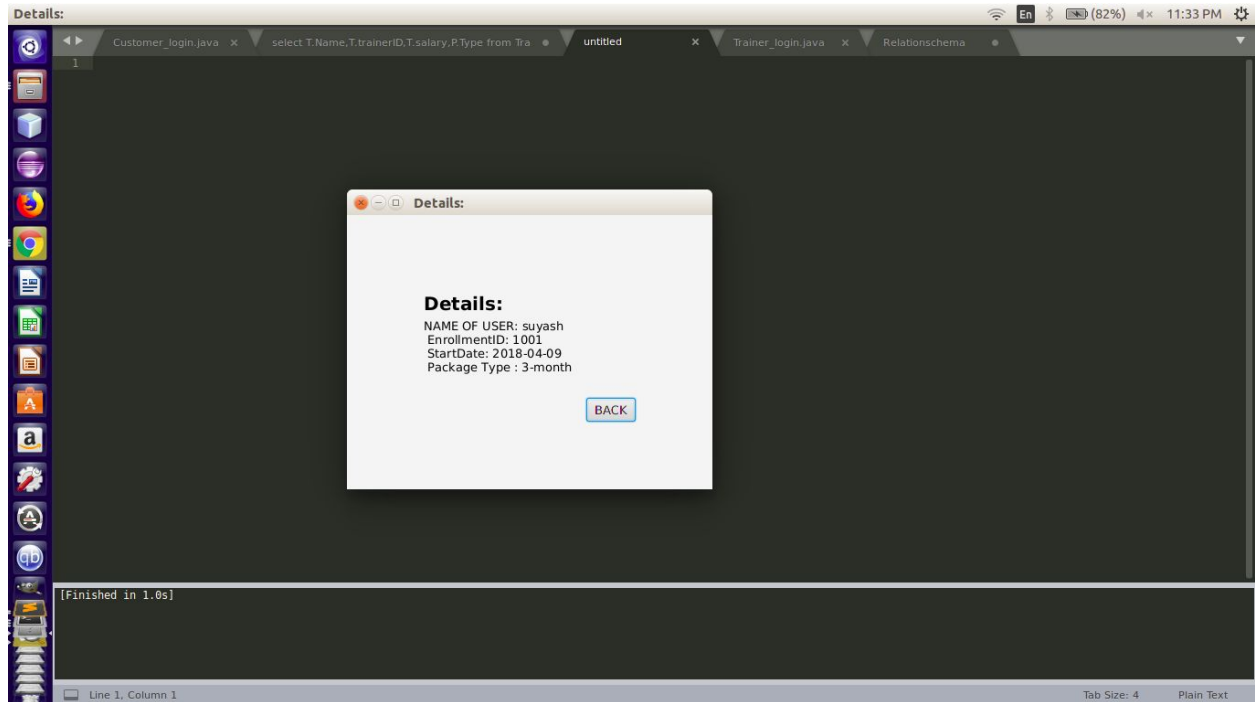 Details:
En (82%) 11:33 PM
Customer_login.java select T.Name,T.trainerID,T.salary,P.Type from Tra untitled Trainer_login.java Relationschema
1
Details:
Details:
NAME OF USER: suyash
EnrollmentID: 1001
StartDate: 2018-04-09
Package Type : 3-month
BACK
a
qb
[Finished in 1.0s]
Line 1, Column 1 Tab Size: 4 Plain Text